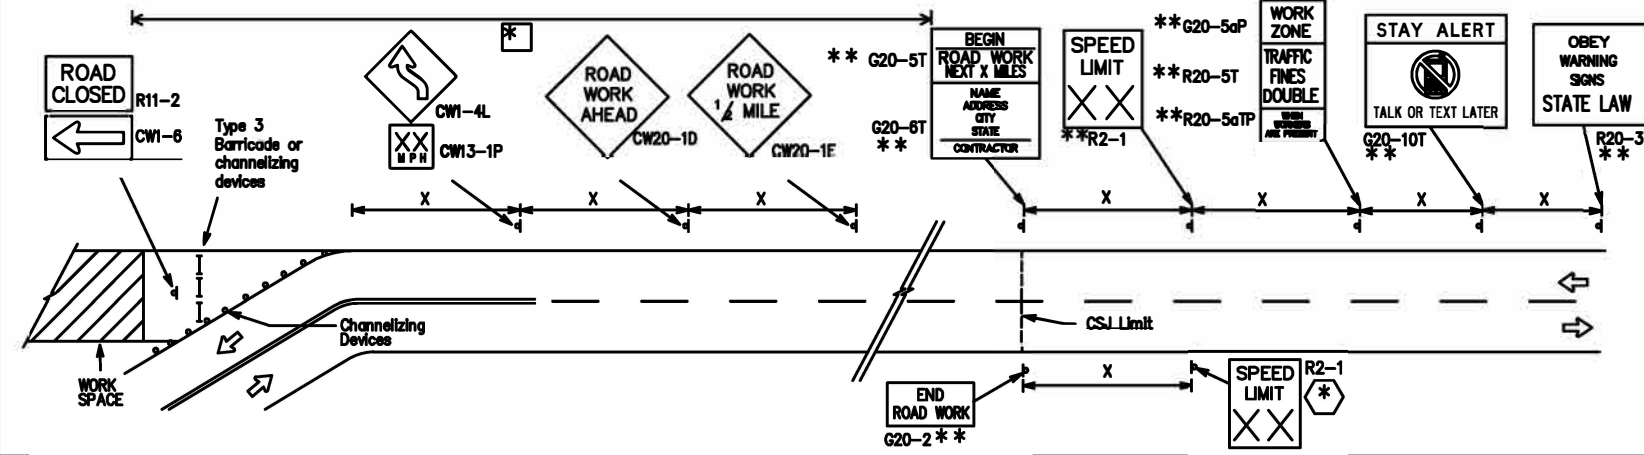 ROAD
CLOSED
R11-2
CW1-6
Type 3
Barricade or
channelizing
devices
CW1-4L
XX
MPH
CW13-1P
*
ROAD
WORK
AHEAD
CW20-1D
ROAD
WORK
1/2 MILE
CW20-1E
** G20-5T
BEGIN
ROAD WORK
NEXT X MILES
NAME
ADDRESS
CITY
STATE
CONTRACTOR
G20-6T
**
SPEED
LIMIT
XX
**R2-1
**G20-5aP
WORK
ZONE
**R20-5T
TRAFFIC
FINES
DOUBLE
**R20-5aTP
WHEN
WORKERS
ARE PRESENT
STAY ALERT
TALK OR TEXT LATER
G20-10T
**
OBEY
WARNING
SIGNS
STATE LAW
R20-3
**
X
X
X
X
X
X
X
Channelizing
Devices
CSJ Limit
WORK
SPACE
X
END
ROAD WORK
G20-2 **
SPEED
LIMIT
XX
R2-1
*